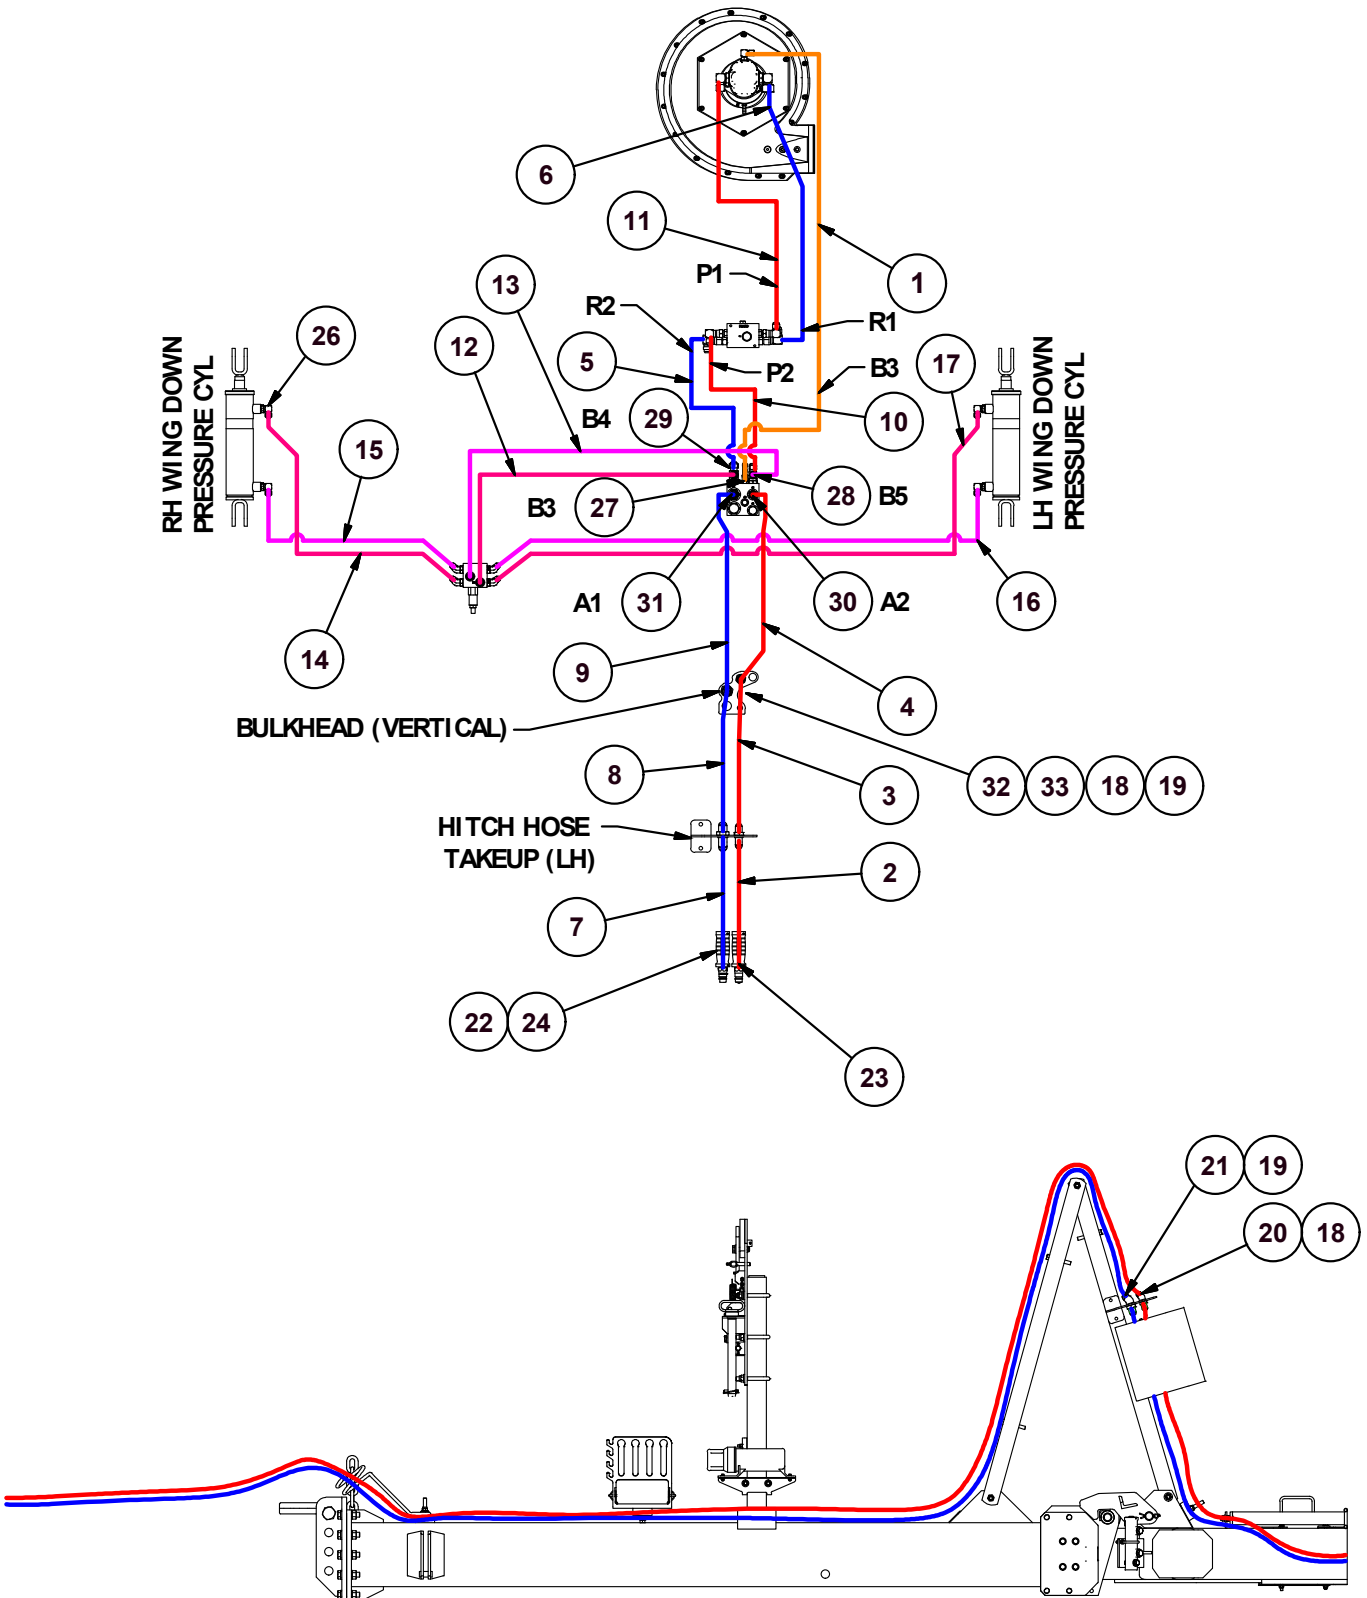 6
11
1
P1
13
R2
R1
26
12
5
P2
B3
17
10
B4
29
15
RH WING DOWN
PRESSURE CYL
LH WING DOWN
PRESSURE CYL
B3
27
28
B5
A1
31
30
A2
16
14
9
4
BULKHEAD (VERTICAL)
8
3
32
33
18
19
HITCH HOSE
TAKEUP (LH)
2
7
22
24
23
21
19
20
18